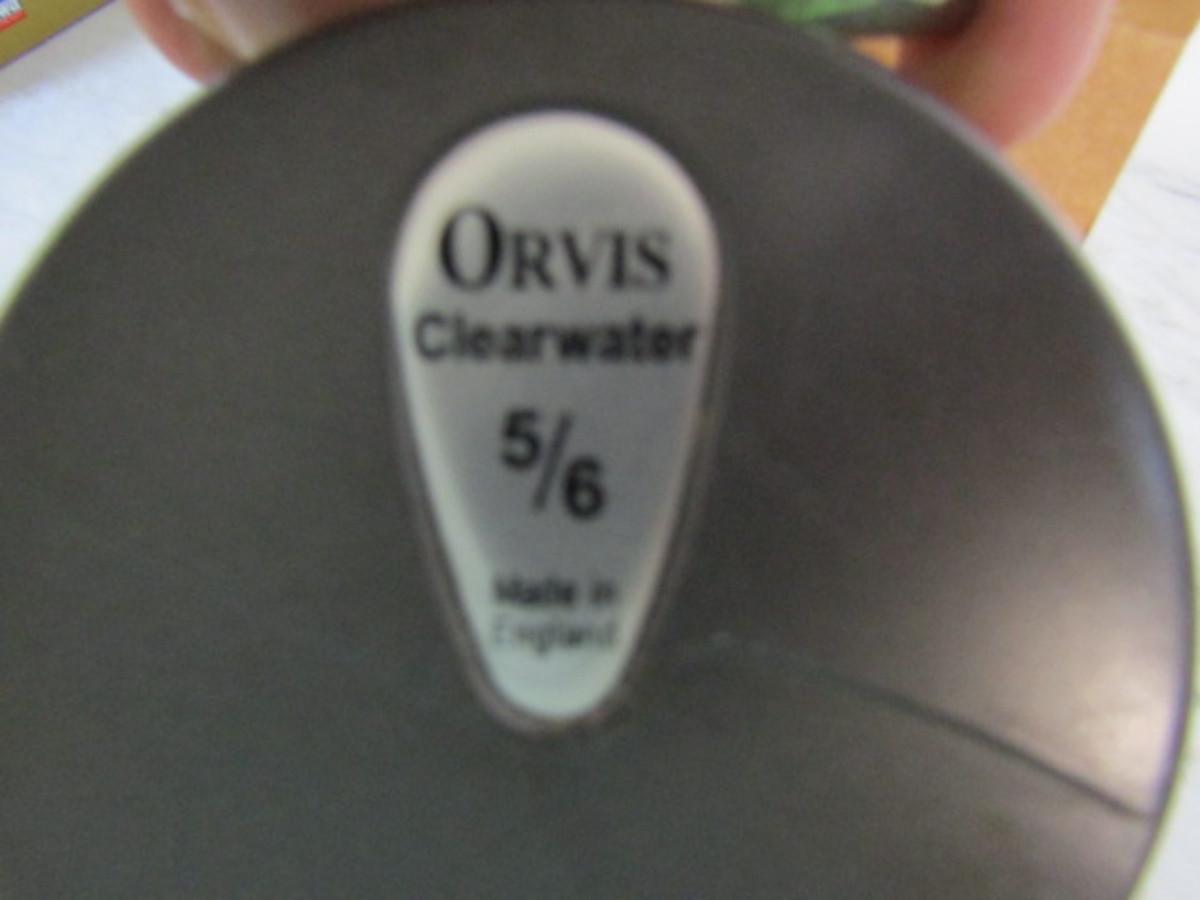 ORVIS
Clearwater
5/6
Made in
England